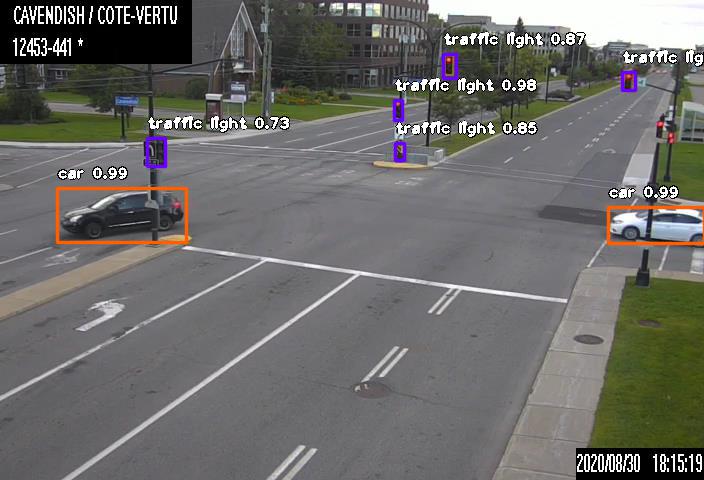 CAVENDISH / COTE-VERTU
12453-441 *
traffic light 0.87
traffic lig
traffic light 0.98
traffic light 0.73
traffic light 0.85
car 0.99
car 0.99
2020/08/30 18:15:19